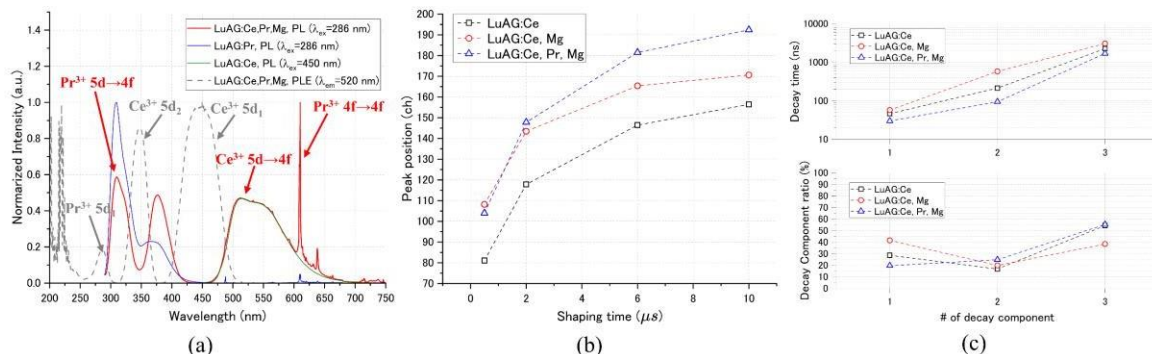 LuAG:Ce,Pr,Mg, PL (λex=286 nm)
LuAG:Pr, PL (λex=286 nm)
LuAG:Ce, PL (λex=450 nm)
LuAG:Ce,Pr,Mg, PLE (λem=520 nm)
Pr3+ 5d→4f
Ce3+ 5d2
Ce3+ 5d1
Pr3+ 4f→4f
Ce3+ 5d→4f
Pr3+ 5d1
Normarized Intensity (a.u.)
1.4
1.2
1.0
0.8
0.6
0.4
0.2
0.0
200 250 300 350 400 450 500 550 600 650 700 750
Wavelength (nm)
(a)
LuAG:Ce
LuAG:Ce, Mg
LuAG:Ce, Pr, Mg
Peak position (ch)
210
200
190
180
170
160
150
140
130
120
110
100
90
80
70
0 2 4 6 8 10
Shaping time (μs)
(b)
LuAG:Ce
LuAG:Ce, Mg
LuAG:Ce, Pr, Mg
Decay time (ns)
10000
1000
100
10
1 2 3
LuAG:Ce
LuAG:Ce, Mg
LuAG:Ce, Pr, Mg
Decay Component ratio (%)
100
90
80
70
60
50
40
30
20
10
0
1 2 3
# of decay component
(c)